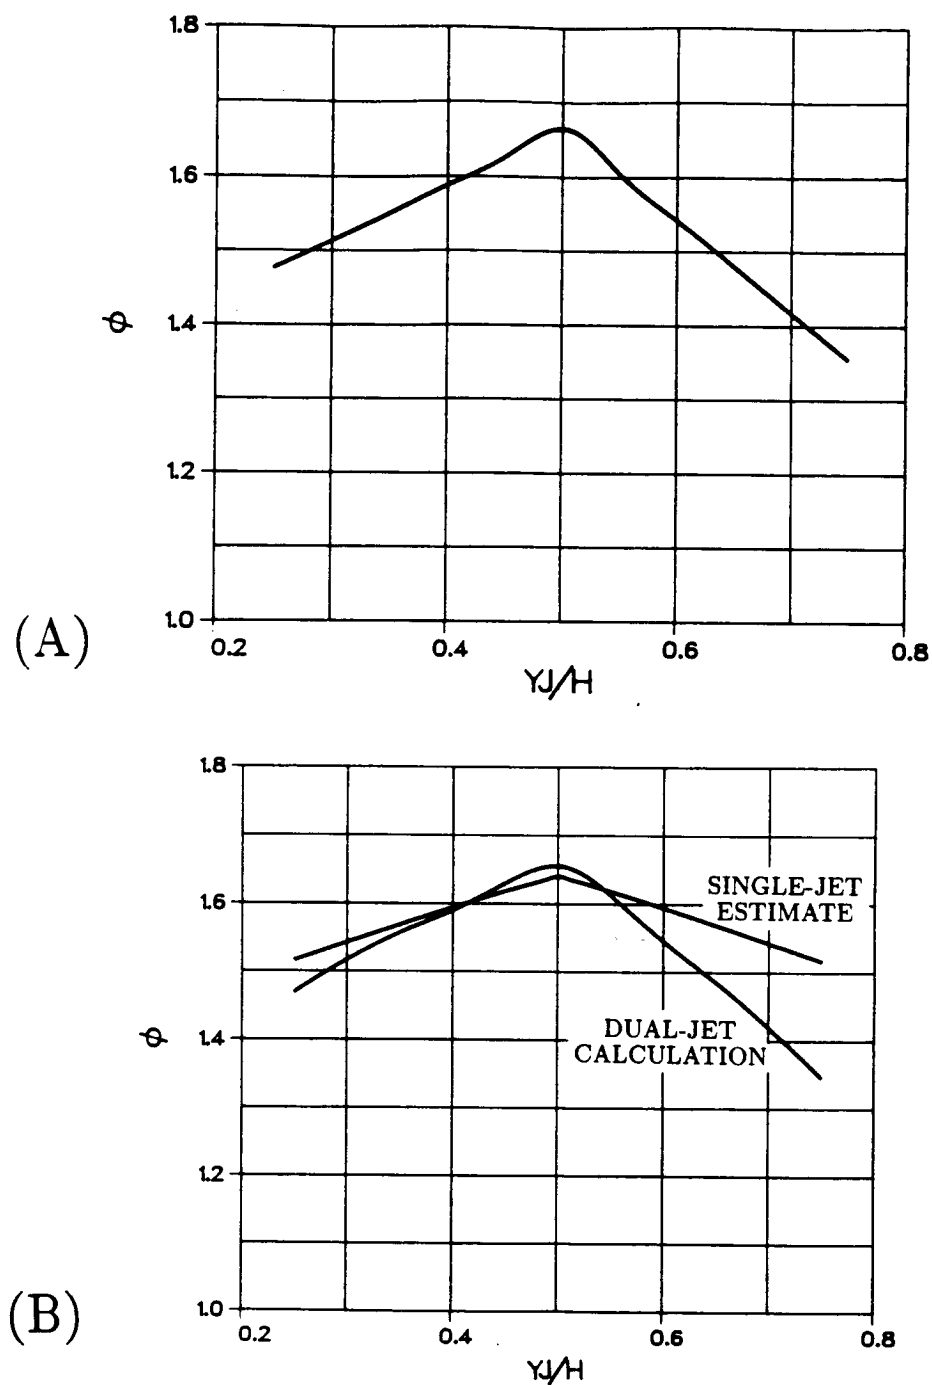 1.8
1.6
1.4
1.2
1.0
ϕ
0.2 0.4 0.6 0.8
YJ/H
(A)
1.8
1.6
1.4
1.2
1.0
ϕ
SINGLE-JET
ESTIMATE
DUAL-JET
CALCULATION
0.2 0.4 0.6 0.8
YJ/H
(B)